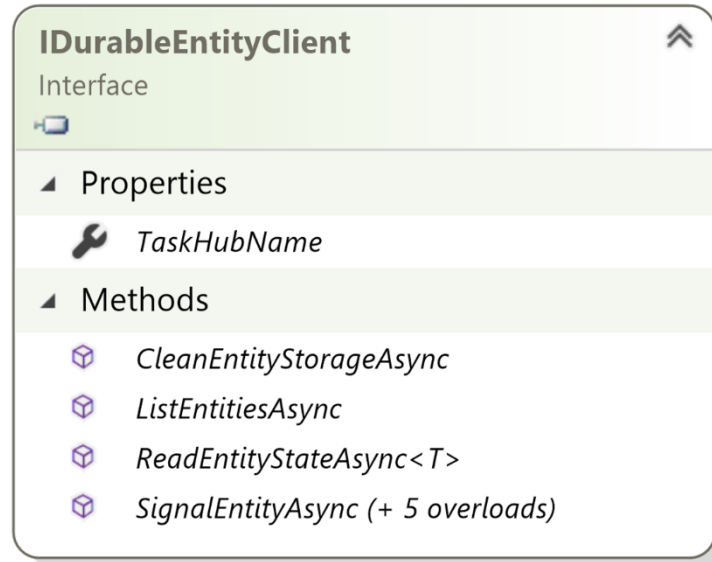 IDurableEntityClient
Interface
Properties
TaskHubName
Methods
CleanEntityStorageAsync
ListEntitiesAsync
ReadEntityStateAsync<T>
SignalEntityAsync (+ 5 overloads)